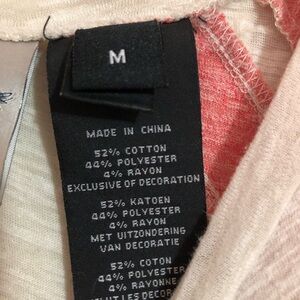 M
MADE IN CHINA
52% COTTON
44% POLYESTER
4% RAYON
EXCLUSIVE OF DECORATION
52% KATOEN
44% POLYESTER
4% RAYON
MET UITZONDERING
VAN DECORATIE
52% COTON
44% POLYESTER
4% RAYONNE